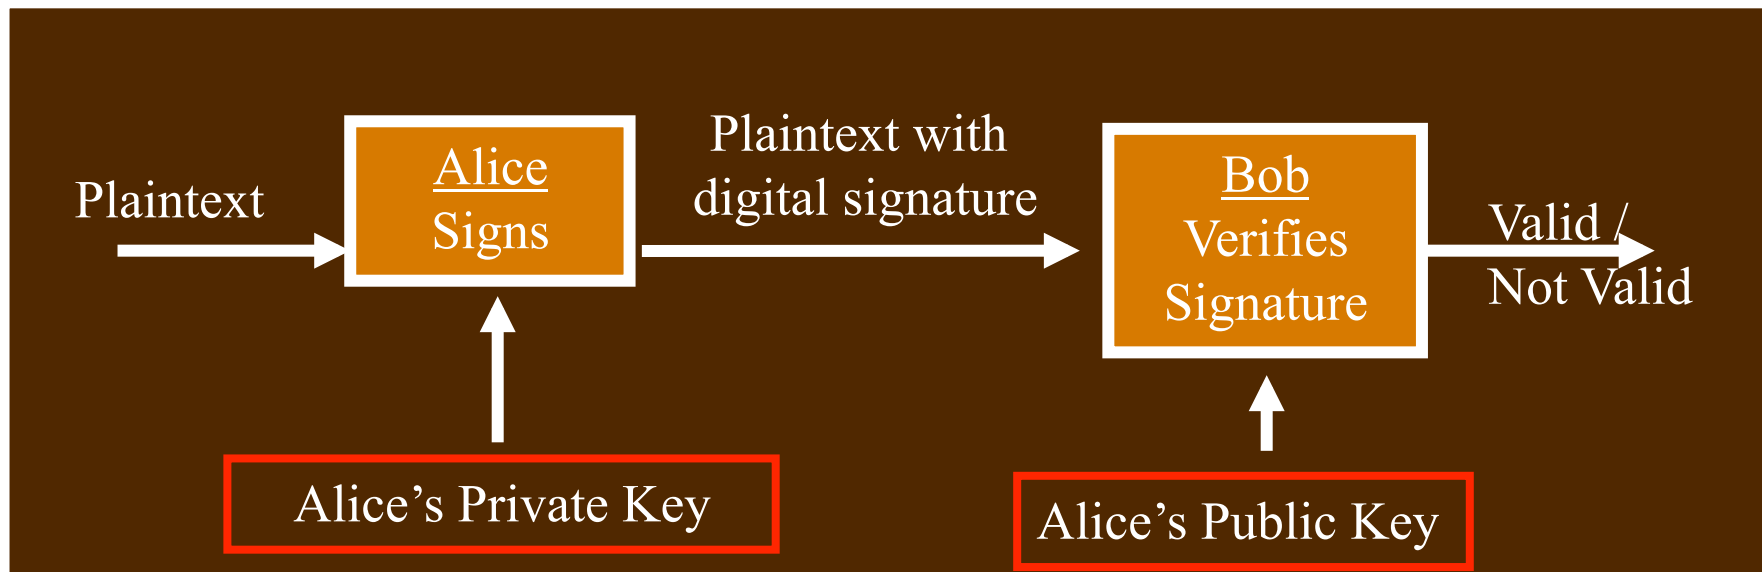 Plaintext
Alice
Signs
Plaintext with
digital signature
Bob
Verifies
Signature
Valid /
Not Valid
Alice’s Private Key
Alice’s Public Key